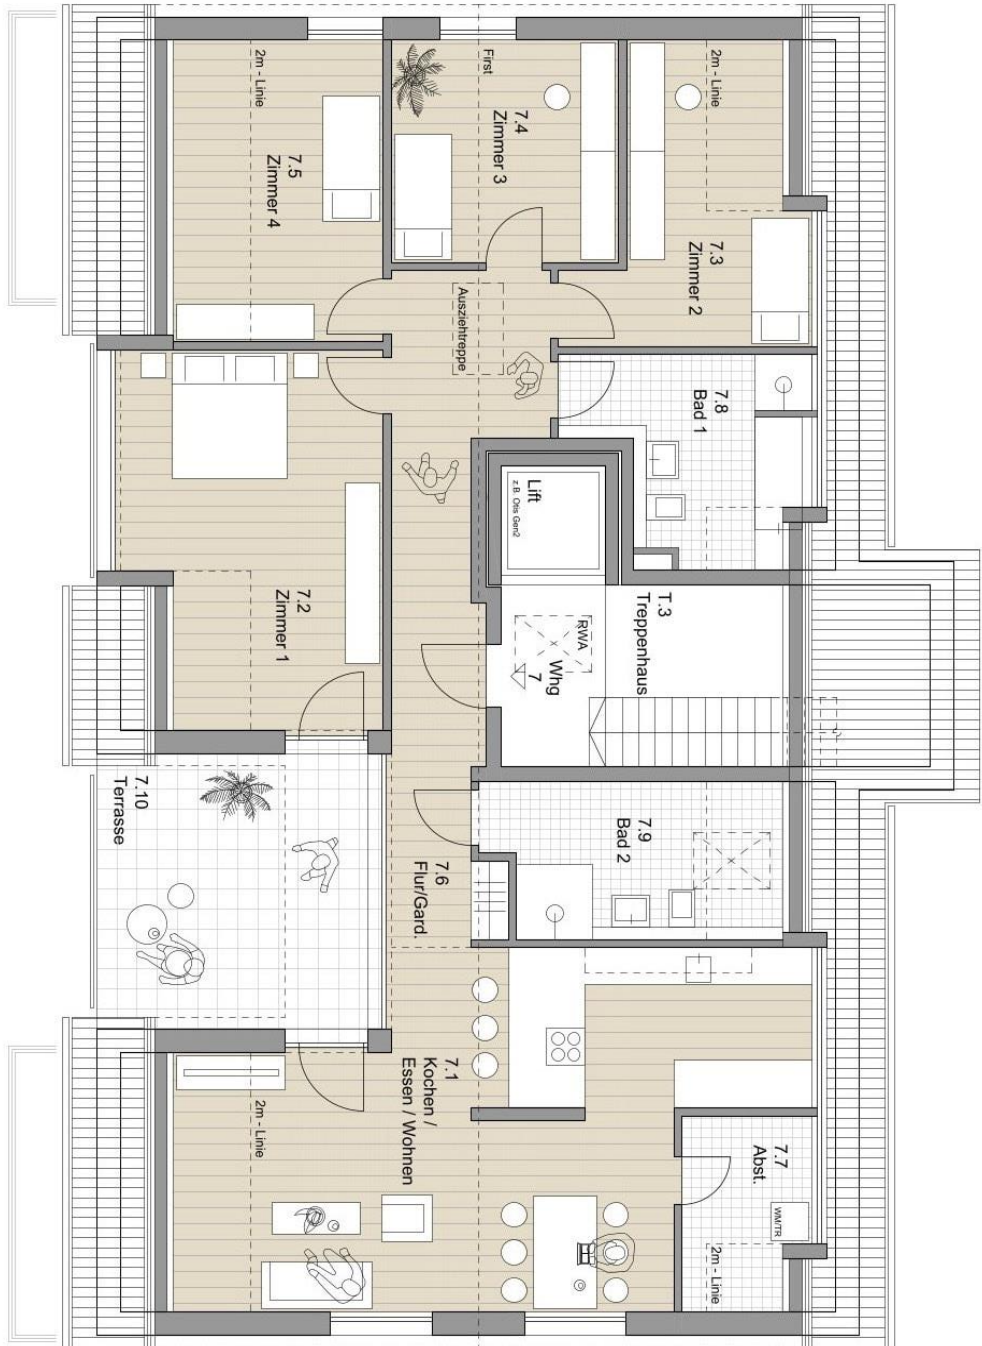 2m - Linie
7.5
Zimmer 4
First
7.4
Zimmer 3
2m - Linie
7.3
Zimmer 2
Ausziehtreppe
7.8
Bad 1
Lift
z.B. Otis Gen2
7.2
Zimmer 1
T.3
Treppenhaus
RWA
Whg
7
7.10
Terrasse
7.9
Bad 2
7.6
Flur/Gard.
7.1
Kochen /
Essen / Wohnen
2m - Linie
7.7
Abst.
WM/TR
2m - Linie